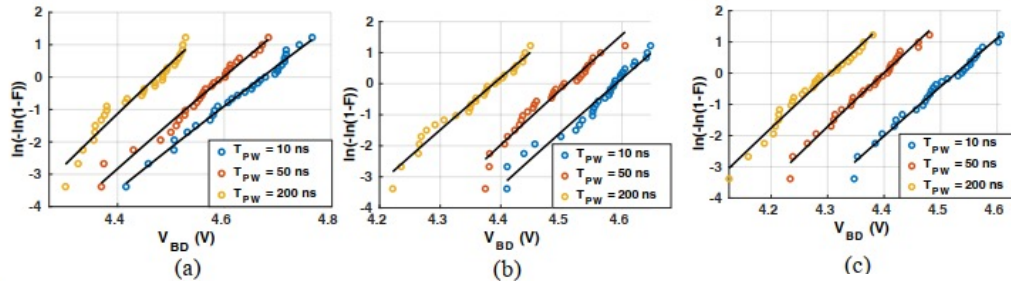 ln(-ln(1-F))
2
1
0
-1
-2
-3
-4
4.4
4.6
4.8
V_BD (V)
T_PW = 10 ns
T_PW = 50 ns
T_PW = 200 ns
(a)
ln(-ln(1-F))
2
1
0
-1
-2
-3
-4
4.2
4.3
4.4
4.5
4.6
V_BD (V)
T_PW = 10 ns
T_PW = 50 ns
T_PW = 200 ns
(b)
ln(-ln(1-F))
2
1
0
-1
-2
-3
-4
4.2
4.3
4.4
4.5
4.6
V_BD (V)
T_PW = 10 ns
T_PW = 50 ns
T_PW = 200 ns
(c)